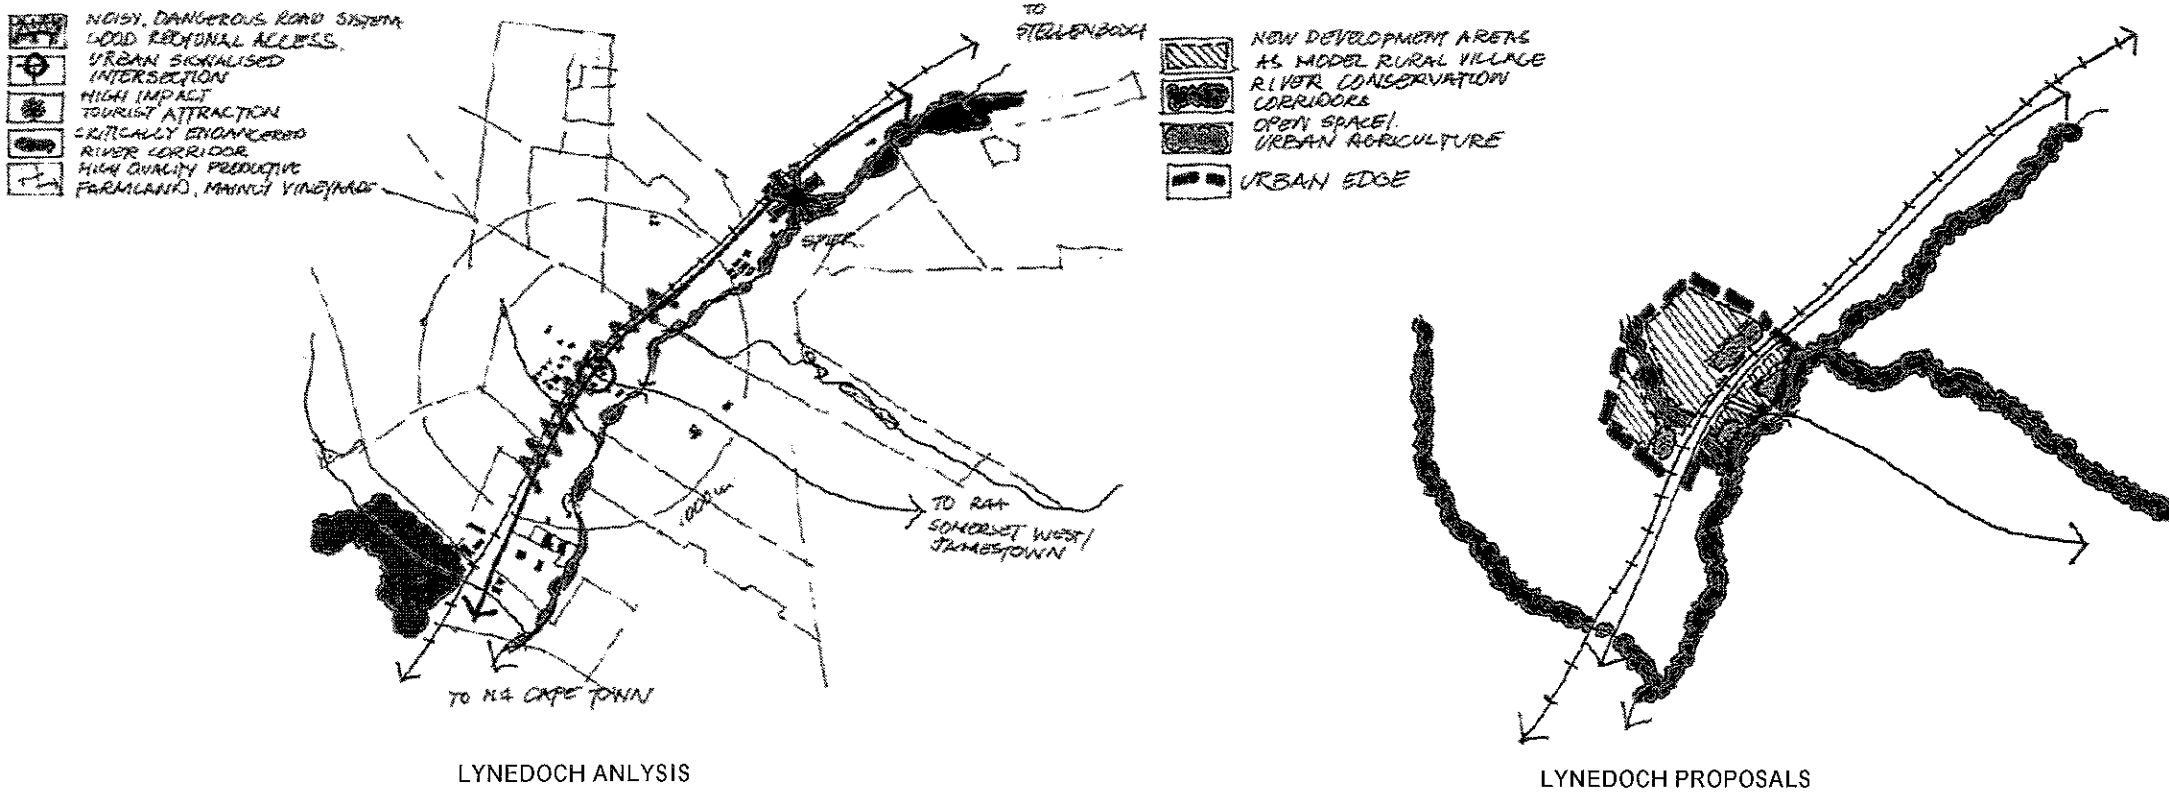 NOISY, DANGEROUS ROAD SYSTEM
GOOD REGIONAL ACCESS.
URBAN SIGNALISED
INTERSECTION
HIGH IMPACT
TOURIST ATTRACTION
CRITICALLY ENDANGERED
RIVER CORRIDOR
HIGH QUALITY PRODUCTIVE
FARMLAND, MAINLY VINEYARDS
TO
STELLENBOSCH
SPIER
1000m
TO R44
SOMERSET WEST/
JAMESTOWN
TO N2 CAPE TOWN
LYNEDOCH ANLYSIS
NEW DEVELOPMENT AREAS
AS MODEL RURAL VILLAGE
RIVER CONSERVATION
CORRIDORS
OPEN SPACE/
URBAN AGRICULTURE
URBAN EDGE
LYNEDOCH PROPOSALS